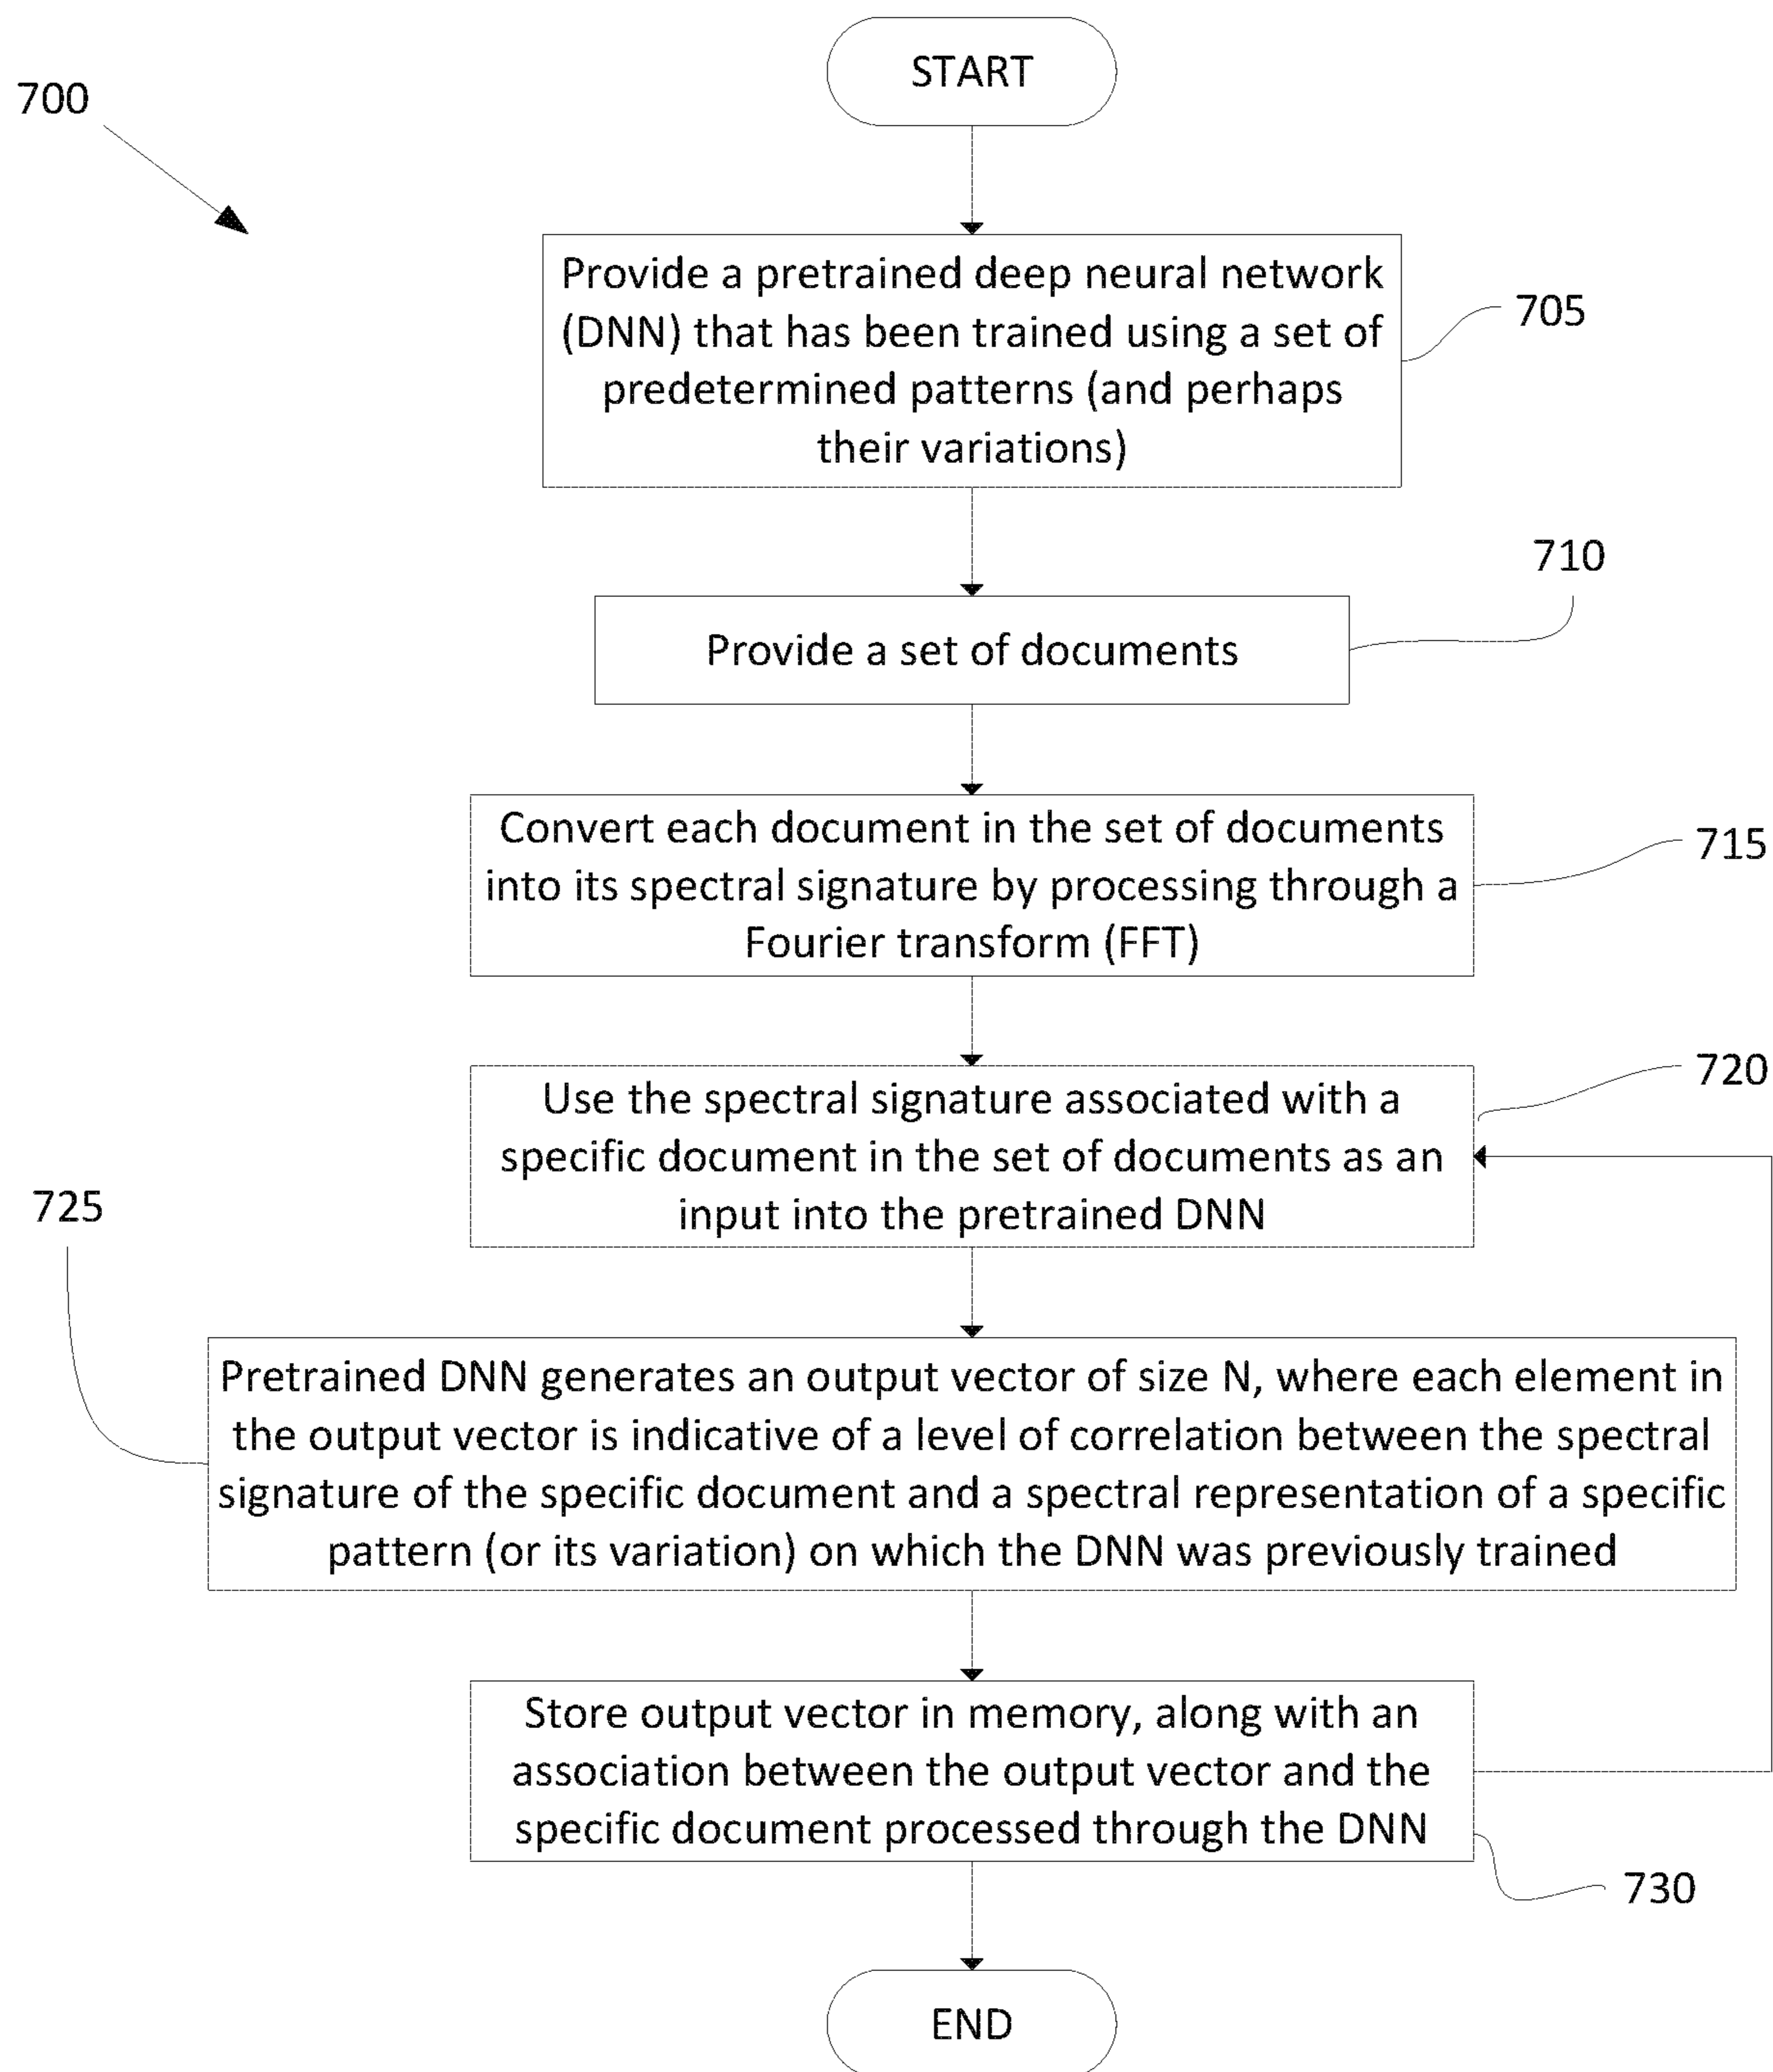 START
700
Provide a pretrained deep neural network
(DNN) that has been trained using a set of
predetermined patterns (and perhaps
their variations)
705
710
Provide a set of documents
Convert each document in the set of documents
into its spectral signature by processing through a
Fourier transform (FFT)
715
Use the spectral signature associated with a
specific document in the set of documents as an
input into the pretrained DNN
720
725
Pretrained DNN generates an output vector of size N, where each element in
the output vector is indicative of a level of correlation between the spectral
signature of the specific document and a spectral representation of a specific
pattern (or its variation) on which the DNN was previously trained
Store output vector in memory, along with an
association between the output vector and the
specific document processed through the DNN
730
END